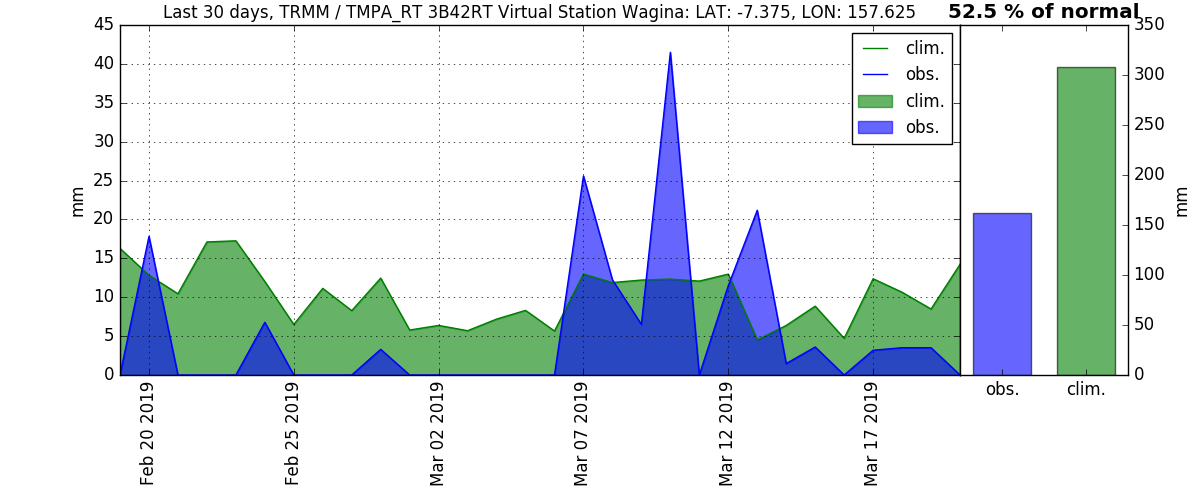 Last 30 days, TRMM / TMPA_RT 3B42RT Virtual Station Wagina: LAT: -7.375, LON: 157.625
52.5 % of normal
45
40
35
30
25
20
15
10
5
0
mm
clim.
obs.
clim.
obs.
Feb 20 2019
Feb 25 2019
Mar 02 2019
Mar 07 2019
Mar 12 2019
Mar 17 2019
350
300
250
200
150
100
50
0
mm
obs.
clim.